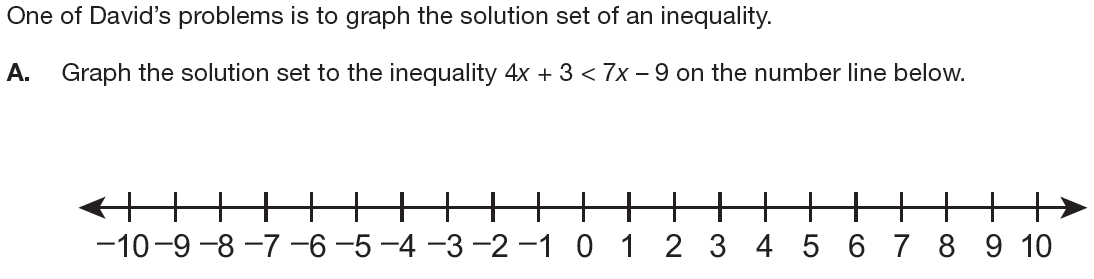 One of David's problems is to graph the solution set of an inequality.
A. Graph the solution set to the inequality 4x + 3 < 7x – 9 on the number line below.
−10 −9 −8 −7 −6 −5 −4 −3 −2 −1 0 1 2 3 4 5 6 7 8 9 10